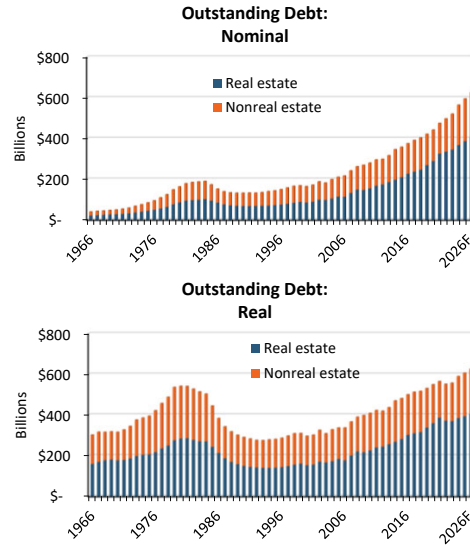 Outstanding Debt:
Nominal
$800
$600
$400
$200
$-
Billions
Real estate
Nonreal estate
1966
1976
1986
1996
2006
2016
2026F
Outstanding Debt:
Real
$800
$600
$400
$200
$-
Billions
Real estate
Nonreal estate
1966
1976
1986
1996
2006
2016
2026F